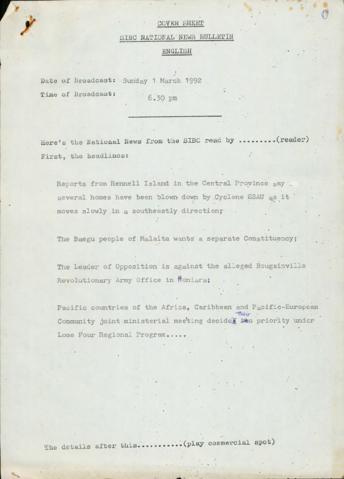 COVER SHEET
SIBC NATIONAL NEWS BULLETIN
ENGLISH
Date of Broadcast: Sunday 1 March 1992
Time of Broadcast: 6.30 pm
Here's the National News from the SIBC read by .........(reader)
First, the headlines:
Reports from Rennell Island in the Central Province say
several homes have been blown down by Cyclone ESAU as it
moves slowly in a southeastly direction;
The Baegu people of Malaita wants a separate Constituency;
The Leader of Opposition is against the alleged Bougainville
Revolutionary Army Office in Honiara;
Pacific countries of the Africa, Caribbean and Pacific-European
Community joint ministerial meeting decides priority under
Lome Four Regional Program.....
The details after this...........(play commercial spot)